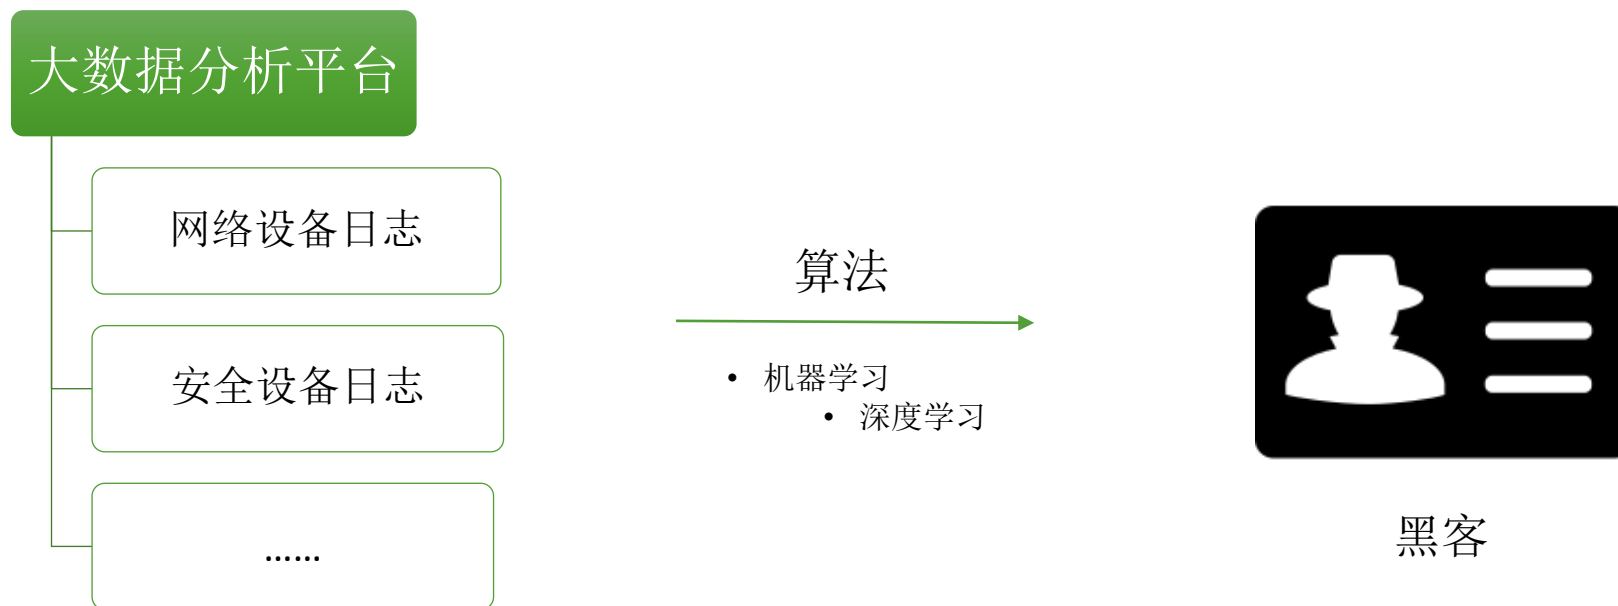 大数据分析平台
网络设备日志
安全设备日志
......
算法
• 机器学习
• 深度学习
黑客